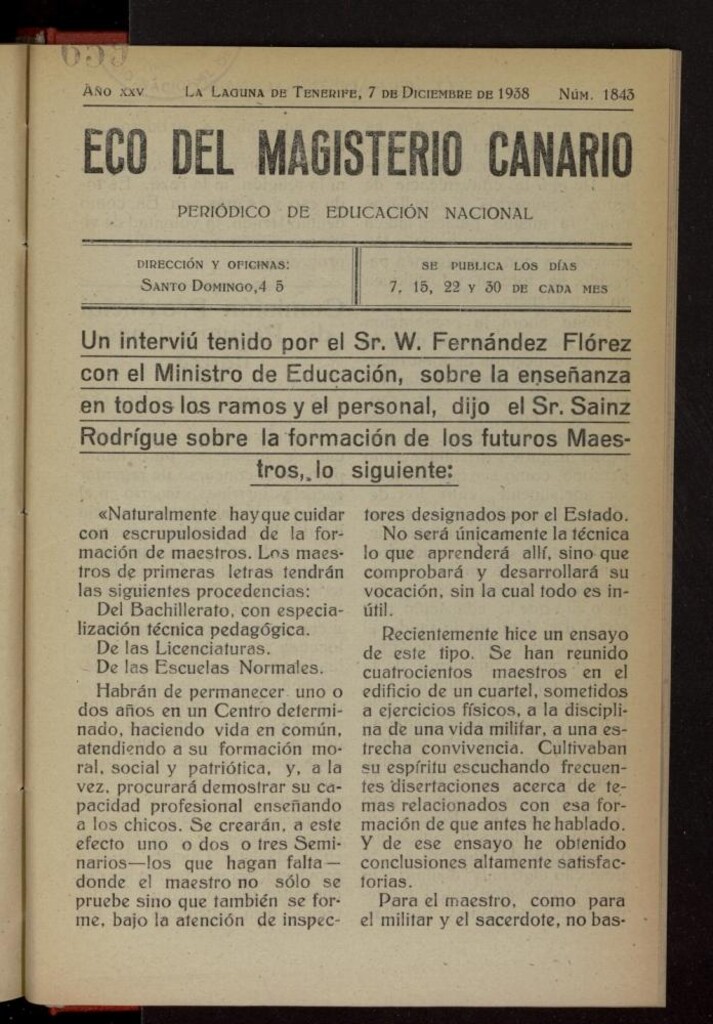 AÑO XXV LA LAGUNA DE TENERIFE, 7 DE DICIEMBRE DE 1938 NÚM. 1843
ECO DEL MAGISTERIO CANARIO
PERIÓDICO DE EDUCACIÓN NACIONAL
DIRECCIÓN Y OFICINAS:
SANTO DOMINGO,4 5
SE PUBLICA LOS DÍAS
7, 15, 22 Y 30 DE CADA MES
Un interviú tenido por el Sr. W. Fernández Flórez
con el Ministro de Educación, sobre la enseñanza
en todos los ramos y el personal, dijo el Sr. Sainz
Rodrígue sobre la formación de los futuros Maes-
tros, lo siguiente:
«Naturalmente hay que cuidar
con escrupulosidad de la for-
mación de maestros. Los maes-
tros de primeras letras tendrán
las siguientes procedencias:
Del Bachillerato, con especia-
lización técnica pedagógica.
De las Licenciaturas.
De las Escuelas Normales.
Habrán de permanecer uno o
dos años en un Centro determi-
nado, haciendo vida en común,
atendiendo a su formación mo-
ral, social y patriótica, y, a la
vez, procurará demostrar su ca-
pacidad profesional enseñando
a los chicos. Se crearán, a este
efecto uno o dos o tres Semi-
narios—los que hagan falta—
donde el maestro no sólo se
pruebe sino que también se for-
me, bajo la atención de inspec-
tores designados por el Estado.
No será únicamente la técnica
lo que aprenderá allí, sino que
comprobará y desarrollará su
vocación, sin la cual todo es in-
útil.
Recientemente hice un ensayo
de este tipo. Se han reunido
cuatrocientos maestros en el
edificio de un cuartel, sometidos
a ejercicios físicos, a la discipli-
na de una vida militar, a una es-
trecha convivencia. Cultivaban
su espíritu escuchando frecuen-
tes disertaciones acerca de te-
mas relacionados con esa for-
mación de que antes he hablado.
Y de ese ensayo he obtenido
conclusiones altamente satisfac-
torias.
Para el maestro, como para
el militar y el sacerdote, no bas-